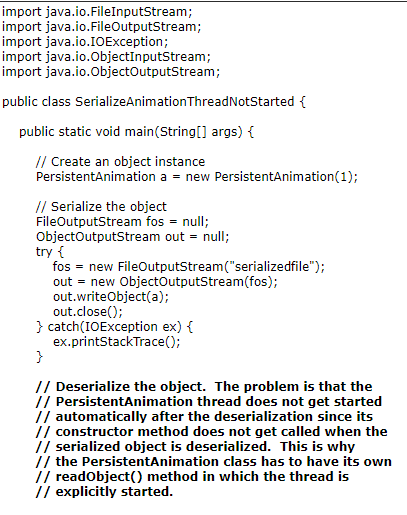 import java.io.FileInputStream;
import java.io.FileOutputStream;
import java.io.IOException;
import java.io.ObjectInputStream;
import java.io.ObjectOutputStream;
public class SerializeAnimationThreadNotStarted {
public static void main(String[] args) {
// Create an object instance
PersistentAnimation a = new PersistentAnimation(1);
// Serialize the object
FileOutputStream fos = null;
ObjectOutputStream out = null;
try {
fos = new FileOutputStream("serializedfile");
out = new ObjectOutputStream(fos);
out.writeObject(a);
out.close();
} catch(IOException ex) {
ex.printStackTrace();
}
// Deserialize the object.  The problem is that the
// PersistentAnimation thread does not get started
// automatically after the deserialization since its
// constructor method does not get called when the
// serialized object is deserialized.  This is why
// the PersistentAnimation class has to have its own
// readObject() method in which the thread is
// explicitly started.